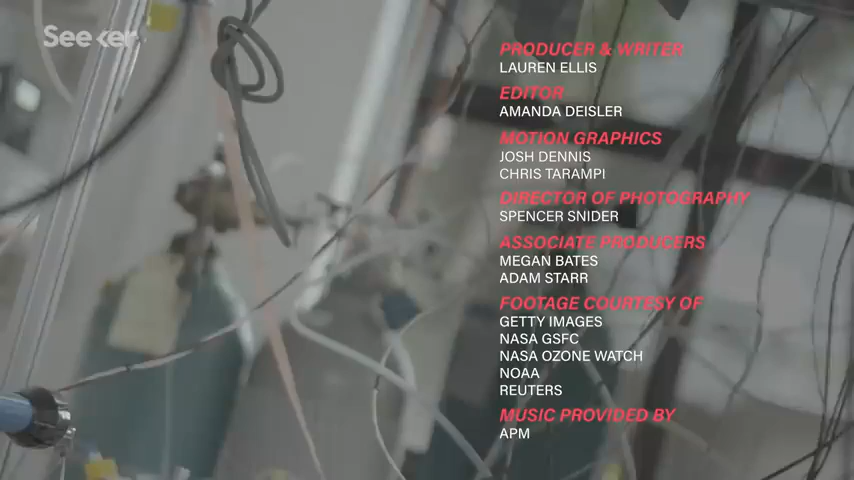 Seeker
PRODUCER & WRITER
LAUREN ELLIS
EDITOR
AMANDA DEISLER
MOTION GRAPHICS
JOSH DENNIS
CHRIS TARAMPI
DIRECTOR OF PHOTOGRAPHY
SPENCER SNIDER
ASSOCIATE PRODUCERS
MEGAN BATES
ADAM STARR
FOOTAGE COURTESY OF
GETTY IMAGES
NASA GSFC
NASA OZONE WATCH
NOAA
REUTERS
MUSIC PROVIDED BY
APM